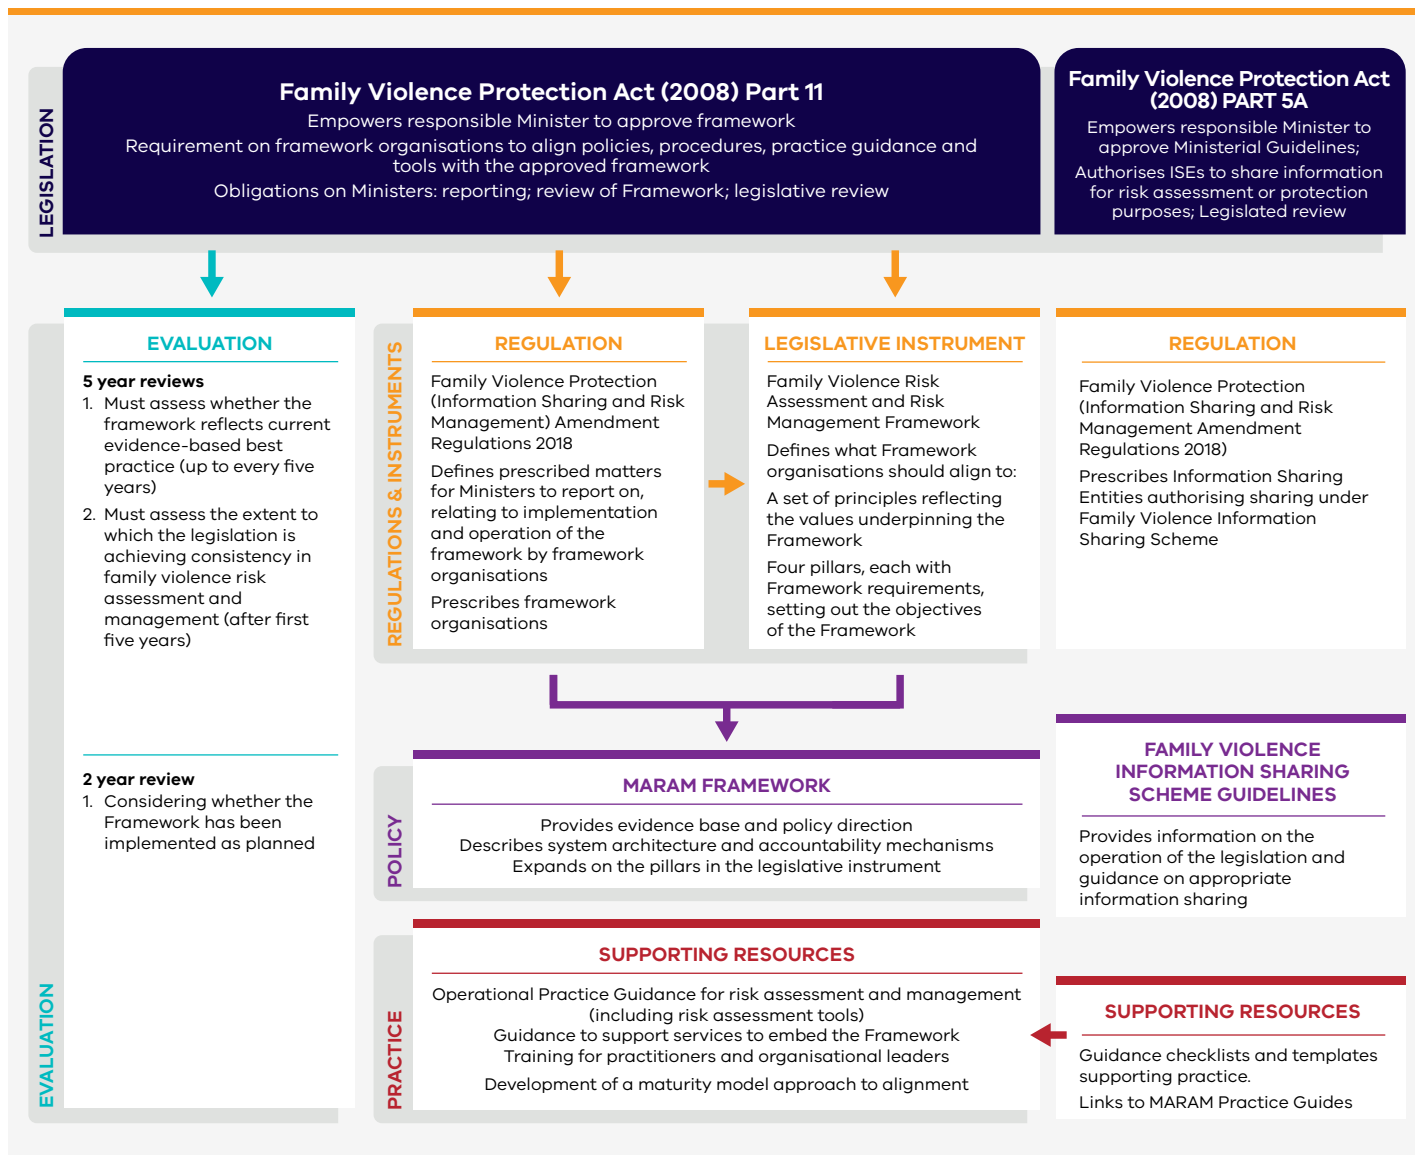 LEGISLATION
Family Violence Protection Act (2008) Part 11
Empowers responsible Minister to approve framework
Requirement on framework organisations to align policies, procedures, practice guidance and
tools with the approved framework
Obligations on Ministers: reporting; review of Framework; legislative review
Family Violence Protection Act
(2008) PART 5A
Empowers responsible Minister to
approve Ministerial Guidelines;
Authorises ISEs to share information
for risk assessment or protection
purposes; Legislated review
EVALUATION
EVALUATION
5 year reviews
1. Must assess whether the
framework reflects current
evidence-based best
practice (up to every five
years)
2. Must assess the extent to
which the legislation is
achieving consistency in
family violence risk
assessment and
management (after first
five years)
2 year review
1. Considering whether the
Framework has been
implemented as planned
REGULATIONS & INSTRUMENTS
REGULATION
Family Violence Protection
(Information Sharing and Risk
Management) Amendment
Regulations 2018
Defines prescribed matters
for Ministers to report on,
relating to implementation
and operation of the
framework by framework
organisations
Prescribes framework
organisations
LEGISLATIVE INSTRUMENT
Family Violence Risk
Assessment and Risk
Management Framework
Defines what Framework
organisations should align to:
A set of principles reflecting
the values underpinning the
Framework
Four pillars, each with
Framework requirements,
setting out the objectives
of the Framework
REGULATION
Family Violence Protection
(Information Sharing and Risk
Management Amendment
Regulations 2018)
Prescribes Information Sharing
Entities authorising sharing under
Family Violence Information
Sharing Scheme
POLICY
MARAM FRAMEWORK
Provides evidence base and policy direction
Describes system architecture and accountability mechanisms
Expands on the pillars in the legislative instrument
FAMILY VIOLENCE
INFORMATION SHARING
SCHEME GUIDELINES
Provides information on the
operation of the legislation and
guidance on appropriate
information sharing
PRACTICE
SUPPORTING RESOURCES
Operational Practice Guidance for risk assessment and management
(including risk assessment tools)
Guidance to support services to embed the Framework
Training for practitioners and organisational leaders
Development of a maturity model approach to alignment
SUPPORTING RESOURCES
Guidance checklists and templates
supporting practice.
Links to MARAM Practice Guides